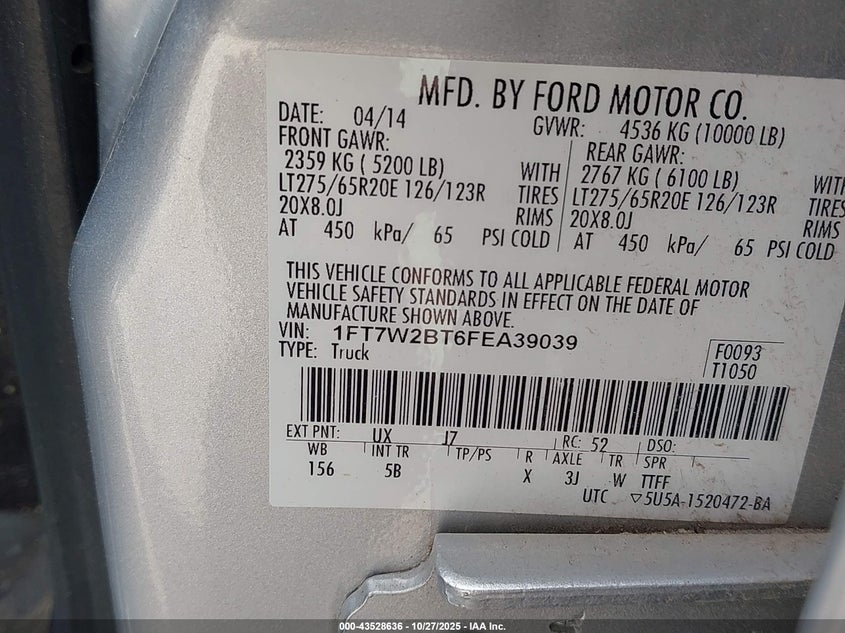 MFD. BY FORD MOTOR CO.
DATE: 04/14 GVWR: 4536 KG (10000 LB)
FRONT GAWR: REAR GAWR:
2359 KG ( 5200 LB) WITH 2767 KG ( 6100 LB) WITH
LT275/65R20E 126/123R TIRES LT275/65R20E 126/123R TIRES
20X8.0J RIMS 20X8.0J RIMS
AT 450 kPa/ 65 PSI COLD AT 450 kPa/ 65 PSI COLD
THIS VEHICLE CONFORMS TO ALL APPLICABLE FEDERAL MOTOR
VEHICLE SAFETY STANDARDS IN EFFECT ON THE DATE OF
MANUFACTURE SHOWN ABOVE.
VIN: 1FT7W2BT6FEA39039
TYPE: Truck
F0093
T1050
EXT PNT: UX J7 RC: 52 DSO:
WB INT TR TP/PS R AXLE TR SPR
156 5B X 3J W TTFF
UTC ▽5U5A-1520472-BA
000-43528636 | 10/27/2025 | IAA Inc.